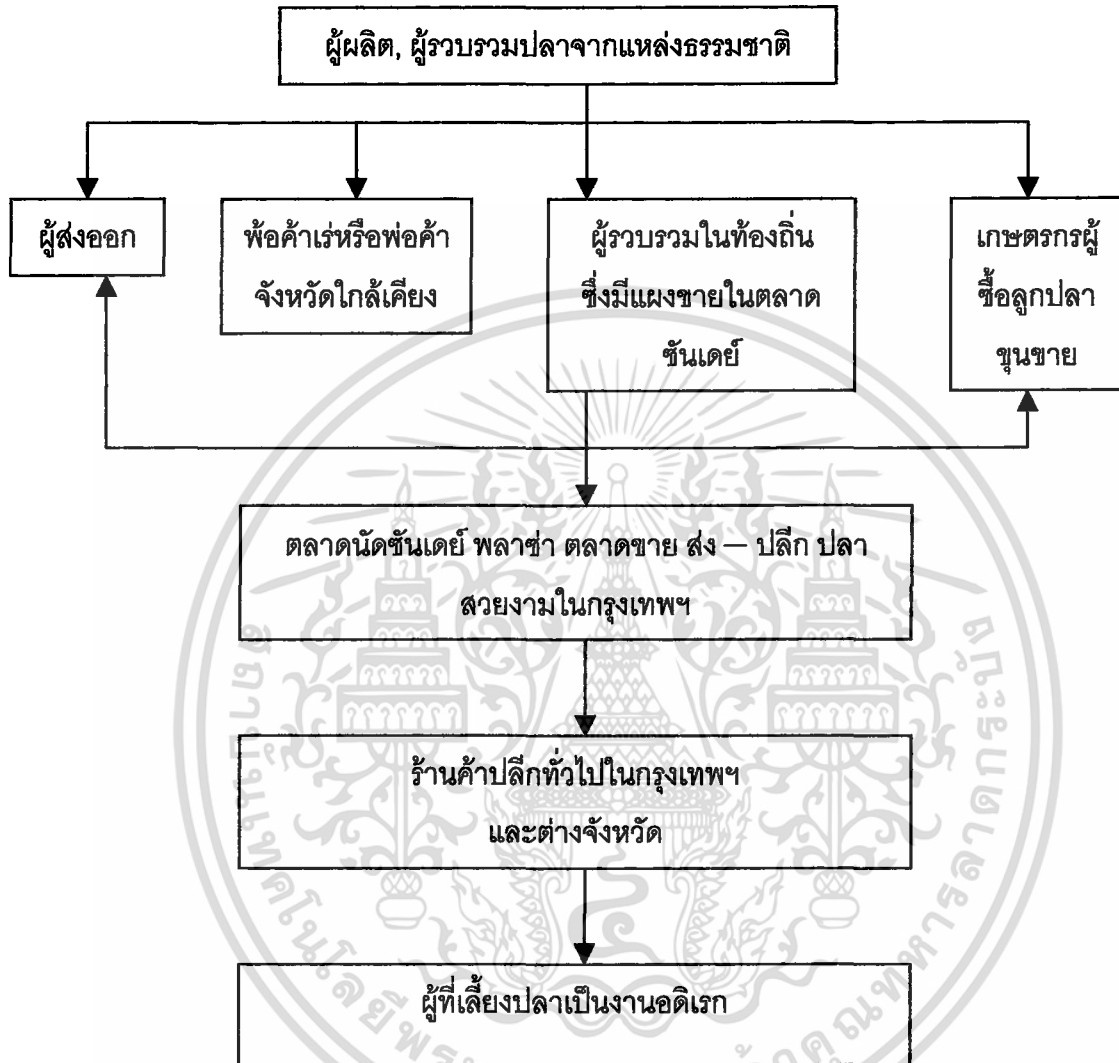 ผู้ผลิต, ผู้รวบรวมปลาจากแหล่งธรรมชาติ
ผู้ส่งออก
พ้อค้าเร่หรือพ่อค้า
จังหวัดใกล้เคียง
ผู้รวบรวมในท้องถิ่น
ซึ่งมีแผงขายในตลาด
ซันเดย์
เกษตรกรผู้
ซื้อลูกปลา
ขุนขาย
ตลาดนัดซันเดย์ พลาซ่า ตลาดขาย ส่ง – ปลีก ปลา
สวยงามในกรุงเทพฯ
ร้านค้าปลีกทั่วไปในกรุงเทพฯ
และต่างจังหวัด
ผู้ที่เลี้ยงปลาเป็นงานอดิเรก